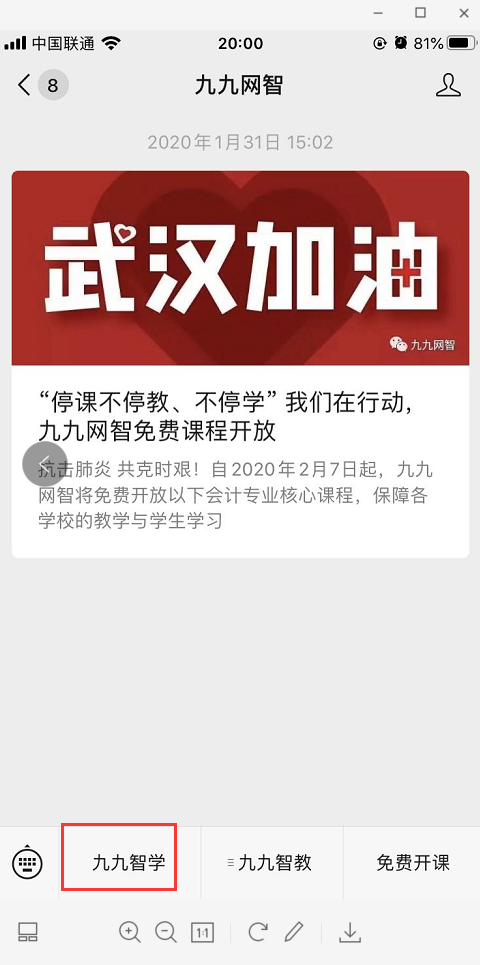 中国联通
20:00
81%
8
九九网智
2020年1月31日 15:02
武汉加油
九九网智
“停课不停教、不停学” 我们在行动，
九九网智免费课程开放
抗击肺炎 共克时艰！自2020年2月7日起，九九
网智将免费开放以下会计专业核心课程，保障各
学校的教学与学生学习
九九智学
九九智教
免费开课
1:1